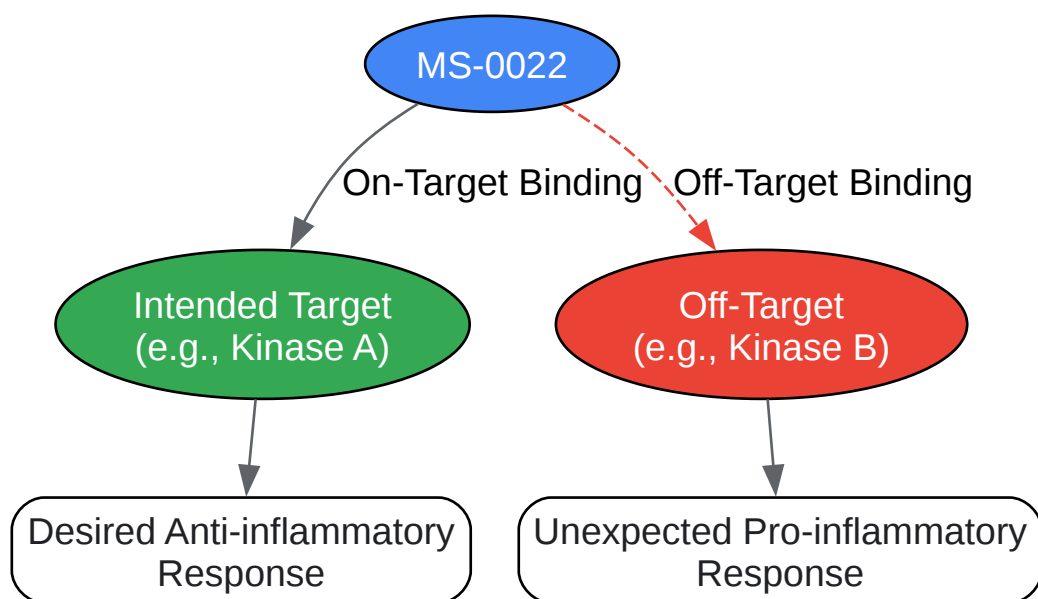 MS-0022
On-Target Binding
Off-Target Binding
Intended Target
(e.g., Kinase A)
Off-Target
(e.g., Kinase B)
Desired Anti-inflammatory
Response
Unexpected Pro-inflammatory
Response